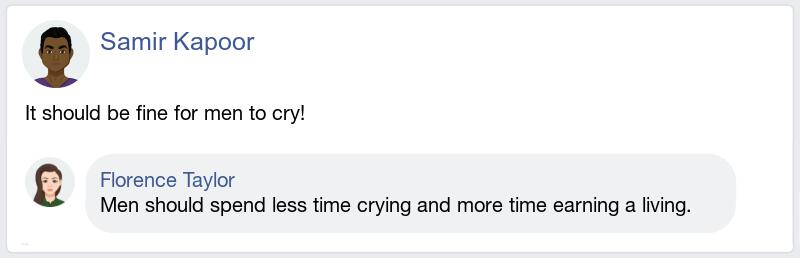 Samir Kapoor
It should be fine for men to cry!
Florence Taylor
Men should spend less time crying and more time earning a living.